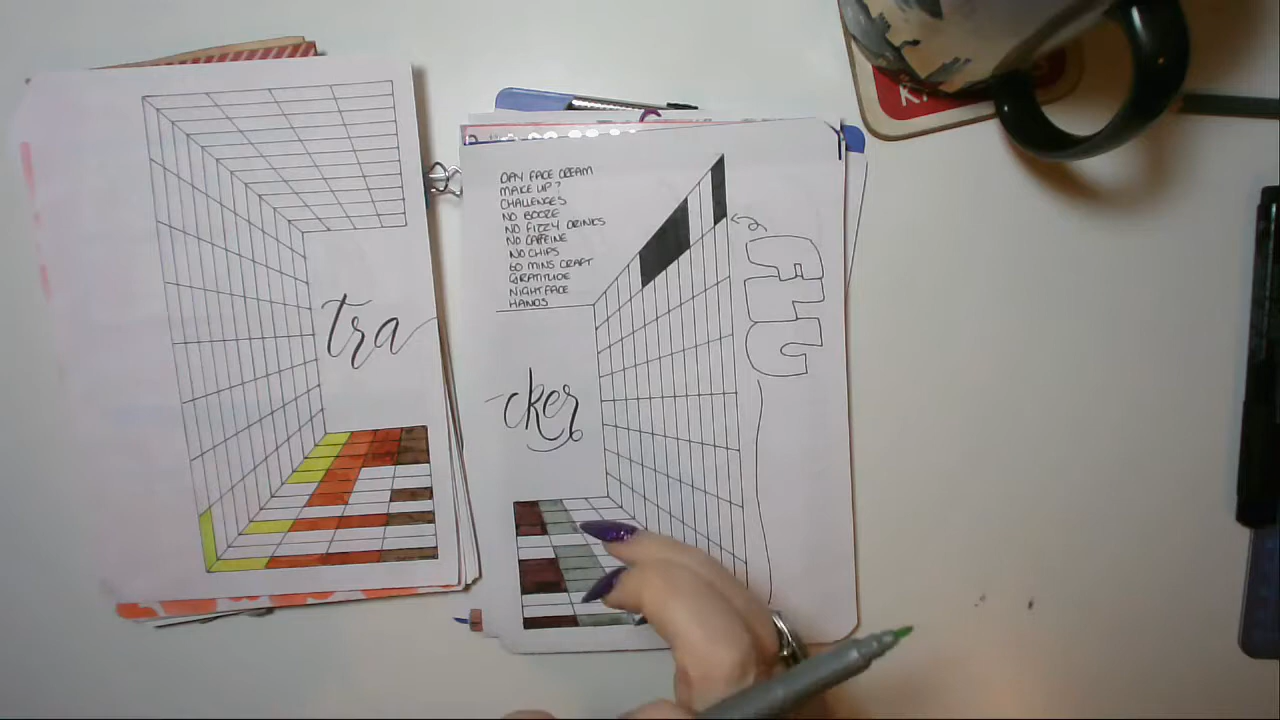 DAY FACE CREAM
MAKE UP?
CHALLENGES
NO BOOZE
NO FIZZY DRINKS
NO CAFFEINE
NO CHIPS
60 MINS CRAFT
GRATITUDE
NIGHT FACE
HANDS
tra
cker
FLU